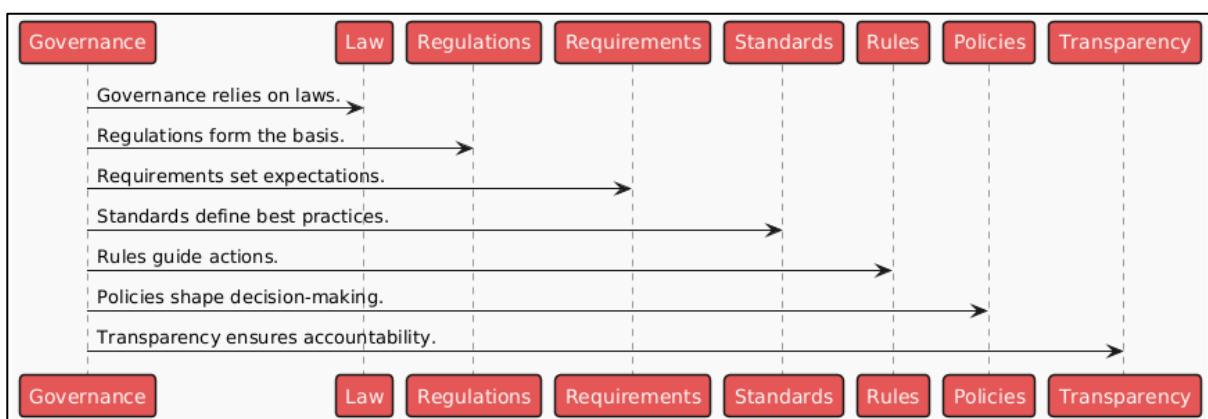 Governance Law Regulations Requirements Standards Rules Policies Transparency
Governance relies on laws.
Regulations form the basis.
Requirements set expectations.
Standards define best practices.
Rules guide actions.
Policies shape decision-making.
Transparency ensures accountability.
Governance Law Regulations Requirements Standards Rules Policies Transparency